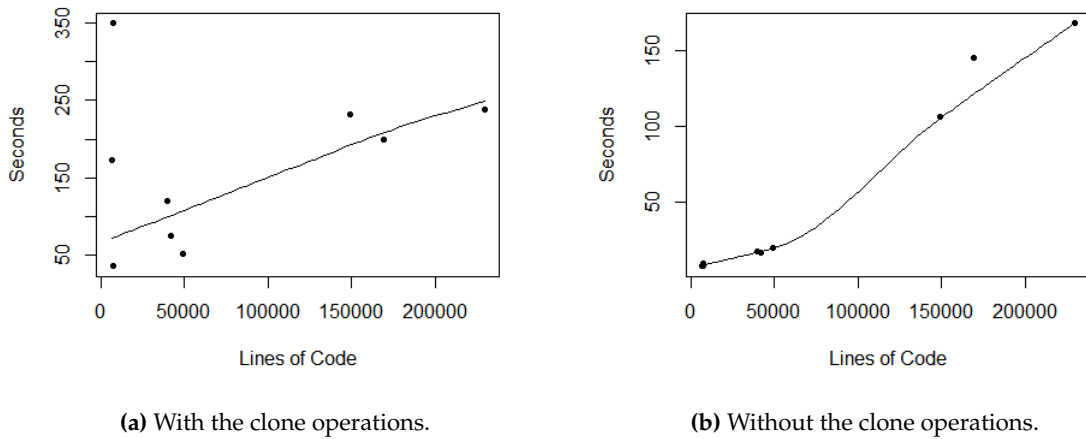 Seconds
350
250
150
50
0
50000
100000
150000
200000
Lines of Code
(a) With the clone operations.
Seconds
150
100
50
0
50000
100000
150000
200000
Lines of Code
(b) Without the clone operations.